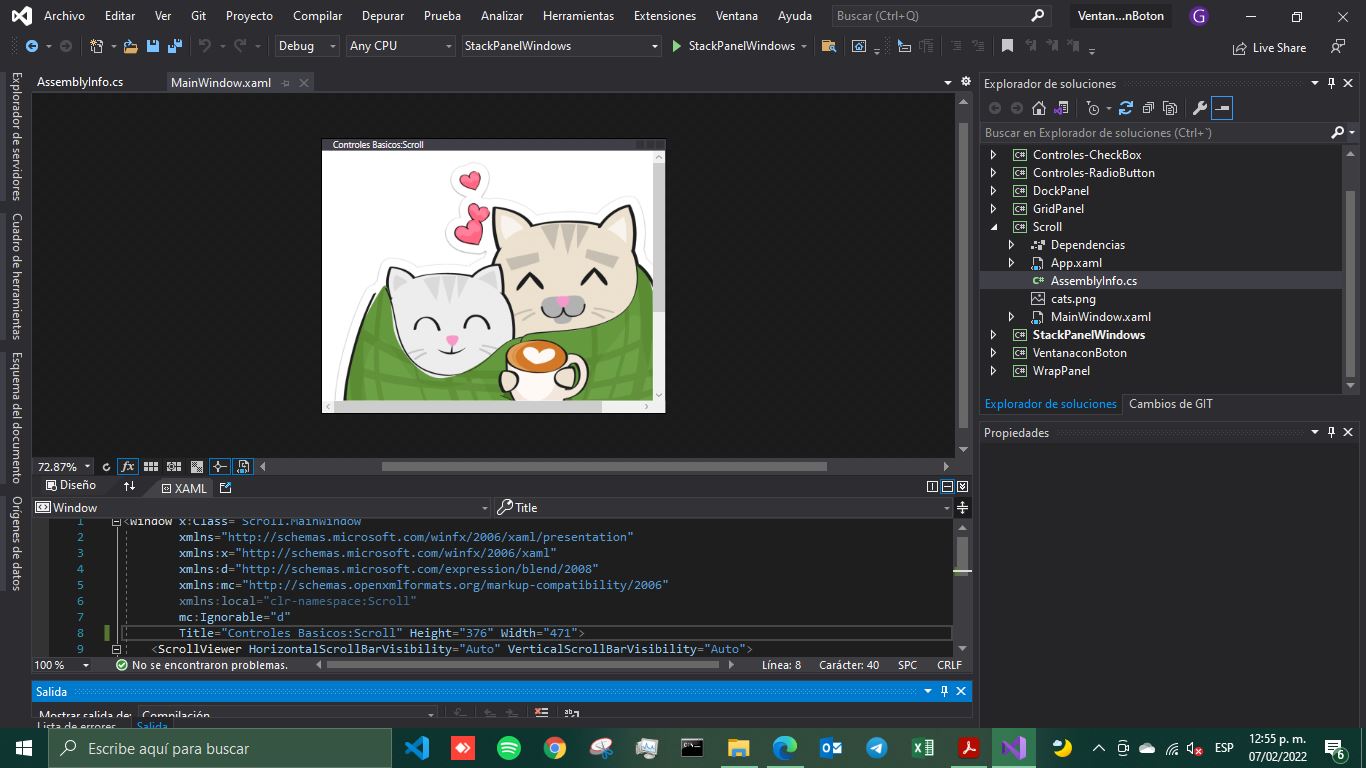 Archivo Editar Ver Git Proyecto Compilar Depurar Prueba Analizar Herramientas Extensiones Ventana Ayuda Buscar (Ctrl+Q) Ventan...nBoton G
Debug Any CPU StackPanelWindows StackPanelWindows Live Share
AssemblyInfo.cs MainWindow.xaml
Explorador de servidores
Cuadro de herramientas
Esquema del documento
Orígenes de datos
Controles Basicos:Scroll
72.87%
Diseño XAML
Window Title
1 <Window x:Class="Scroll.MainWindow"
2 xmlns="http://schemas.microsoft.com/winfx/2006/xaml/presentation"
3 xmlns:x="http://schemas.microsoft.com/winfx/2006/xaml"
4 xmlns:d="http://schemas.microsoft.com/expression/blend/2008"
5 xmlns:mc="http://schemas.openxmlformats.org/markup-compatibility/2006"
6 xmlns:local="clr-namespace:Scroll"
7 mc:Ignorable="d"
8 Title="Controles Basicos:Scroll" Height="376" Width="471">
9 <ScrollViewer HorizontalScrollBarVisibility="Auto" VerticalScrollBarVisibility="Auto">
100 % No se encontraron problemas. Línea: 8 Carácter: 40 SPC CRLF
Salida
Mostrar salida de: Compilación
Lista de errores Salida
Explorador de soluciones
Buscar en Explorador de soluciones (Ctrl+`)
C# Controles-CheckBox
C# Controles-RadioButton
C# DockPanel
C# GridPanel
C# Scroll
Dependencias
App.xaml
C# AssemblyInfo.cs
cats.png
MainWindow.xaml
C# StackPanelWindows
C# VentanaconBoton
C# WrapPanel
Explorador de soluciones Cambios de GIT
Propiedades
Escribe aquí para buscar
ESP
12:55 p. m.
07/02/2022
6